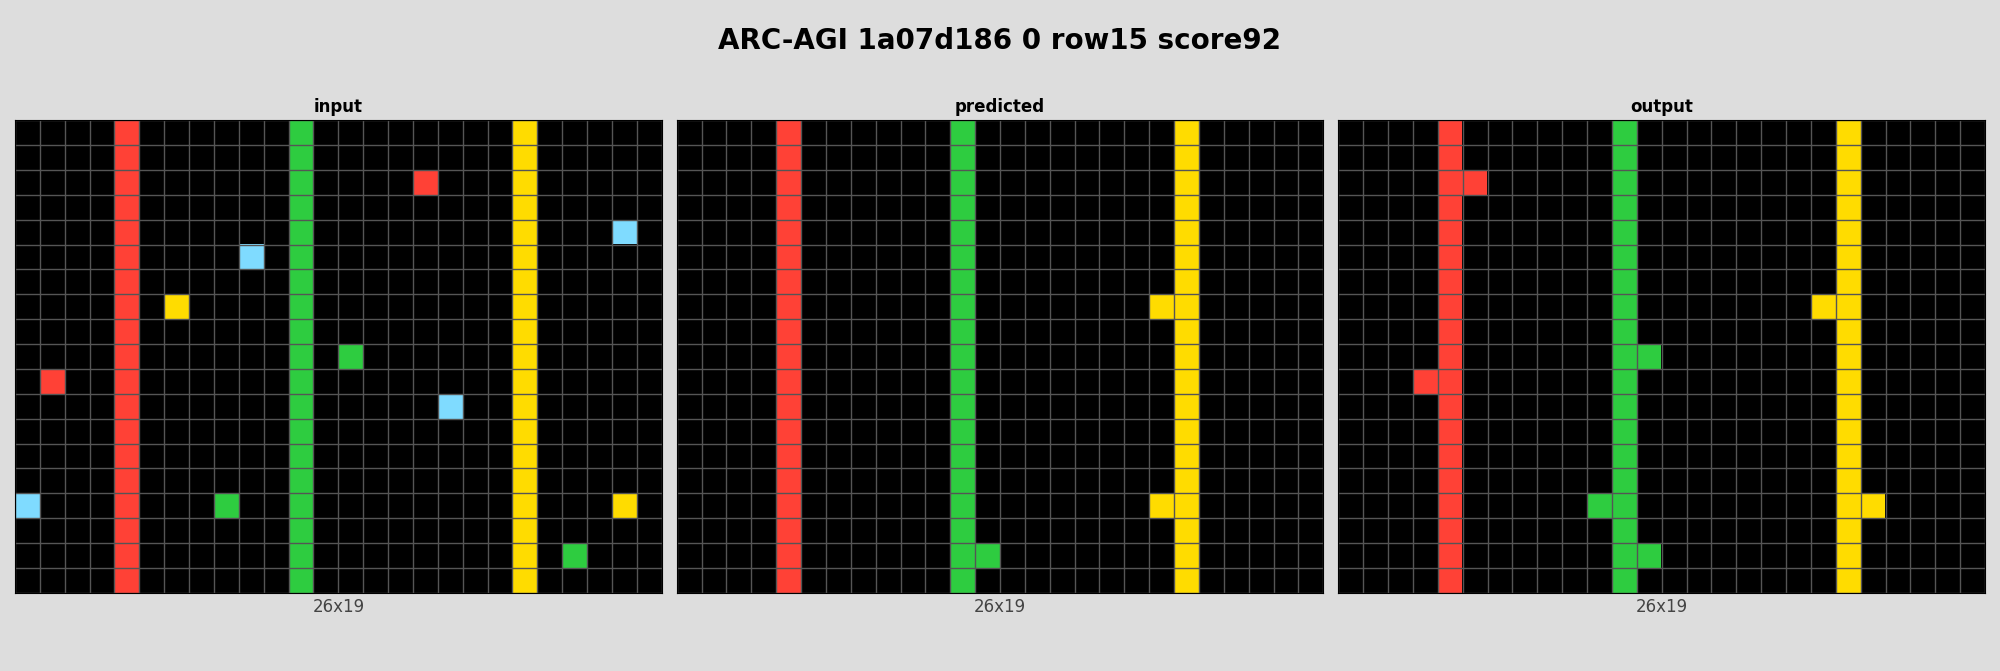 ARC-AGI 1a07d186 0 row15 score92
input
predicted
output
26x19
26x19
26x19